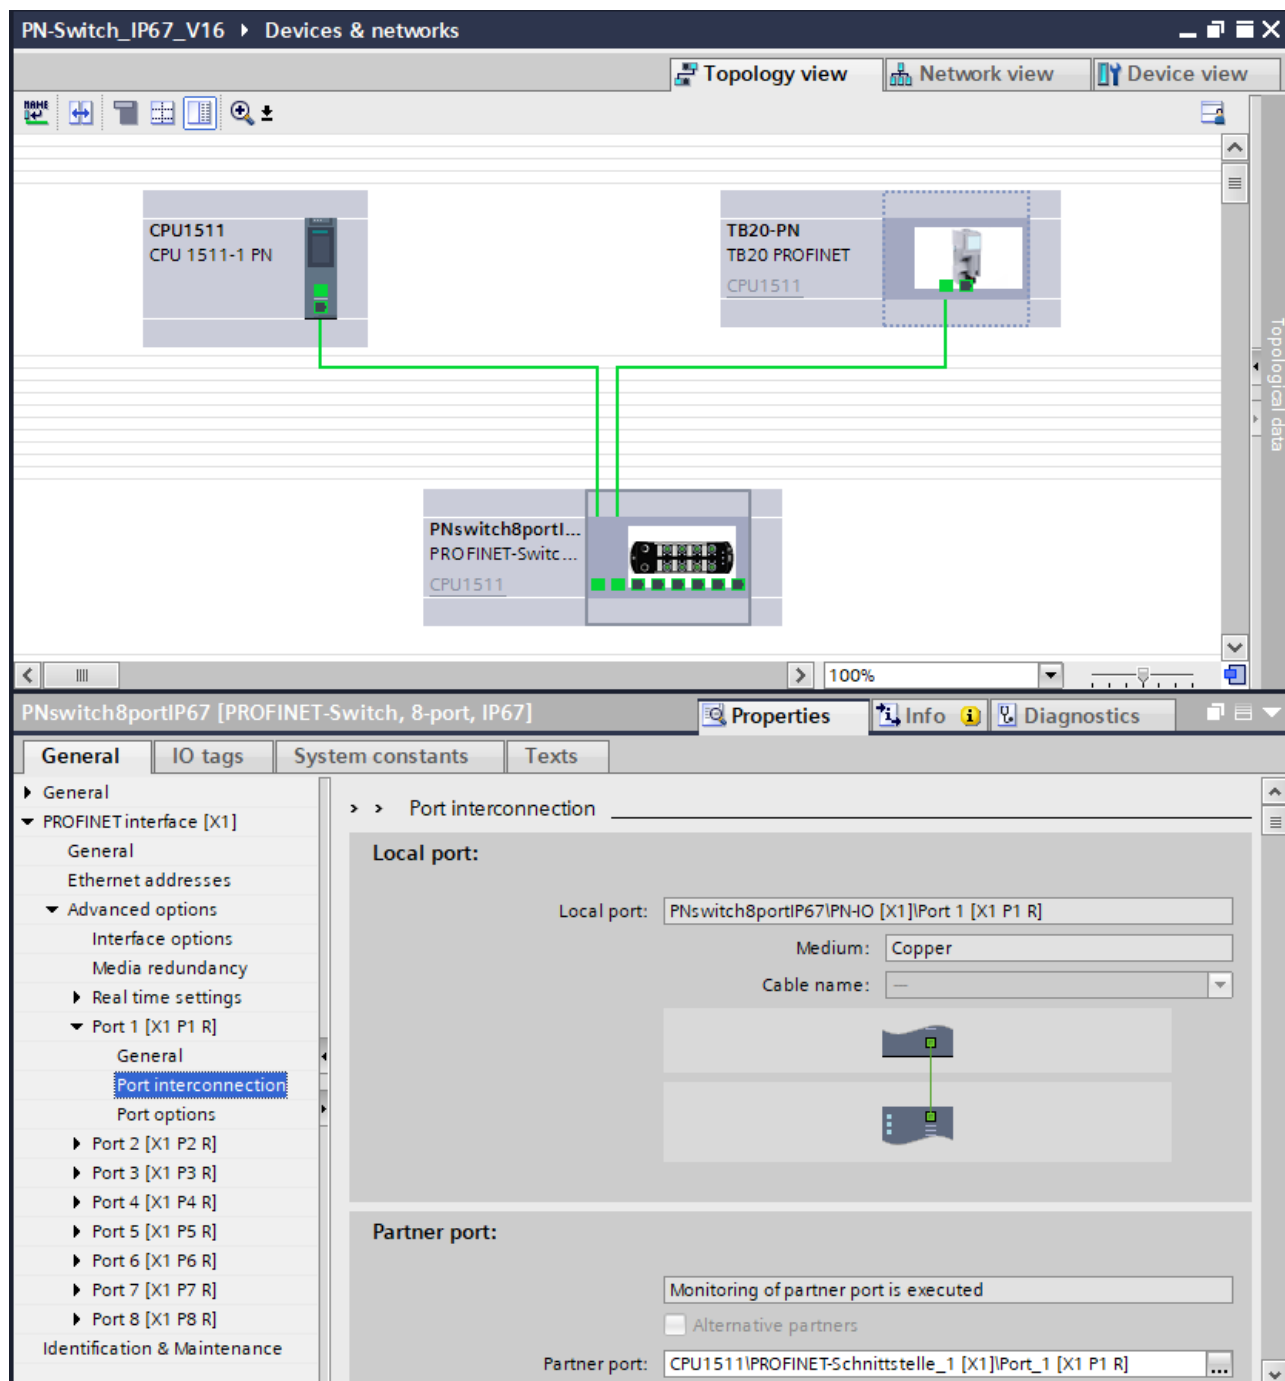 PN-Switch_IP67_V16 ▸ Devices & networks
Topology view
Network view
Device view
NAME
CPU1511
CPU 1511-1 PN
TB20-PN
TB20 PROFINET
CPU1511
Topological data
PNswitch8portI...
PROFINET-Switc...
CPU1511
100%
PNswitch8portIP67 [PROFINET-Switch, 8-port, IP67]
Properties
Info
Diagnostics
General
IO tags
System constants
Texts
General
PROFINET interface [X1]
General
Ethernet addresses
Advanced options
Interface options
Media redundancy
Real time settings
Port 1 [X1 P1 R]
General
Port interconnection
Port options
Port 2 [X1 P2 R]
Port 3 [X1 P3 R]
Port 4 [X1 P4 R]
Port 5 [X1 P5 R]
Port 6 [X1 P6 R]
Port 7 [X1 P7 R]
Port 8 [X1 P8 R]
Identification & Maintenance
> > Port interconnection
Local port:
Local port: PNswitch8portIP67\PN-IO [X1]\Port 1 [X1 P1 R]
Medium: Copper
Cable name: ---
Partner port:
Monitoring of partner port is executed
Alternative partners
Partner port: CPU1511\PROFINET-Schnittstelle_1 [X1]\Port_1 [X1 P1 R] ...